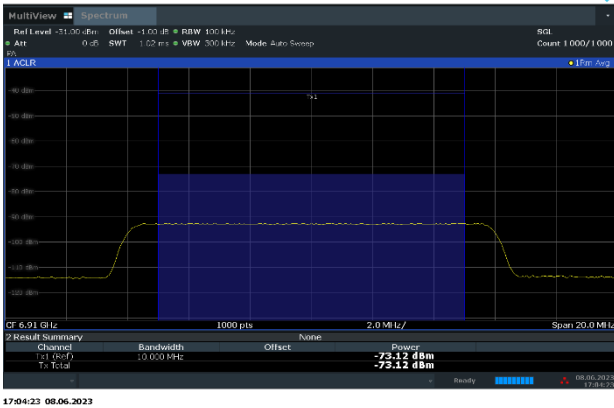 MultiView Spectrum
Ref Level -31.00 dBm Offset -1.00 dB RBW 100 kHz SGL
Att 0 dB SWT 1.02 ms VBW 300 kHz Mode Auto Sweep Count 1000/1000
PA
1 ACLR 1Rm Avg
Tx1
-40 dBm
-50 dBm
-60 dBm
-70 dBm
-80 dBm
-90 dBm
-100 dBm
-110 dBm
-120 dBm
CF 6.91 GHz 1000 pts 2.0 MHz/ Span 20.0 MHz
2 Result Summary None
Channel Bandwidth Offset Power
Tx1 (Ref) 10.000 MHz -73.12 dBm
Tx Total -73.12 dBm
Ready 08.06.2023
17:04:23
17:04:23 08.06.2023